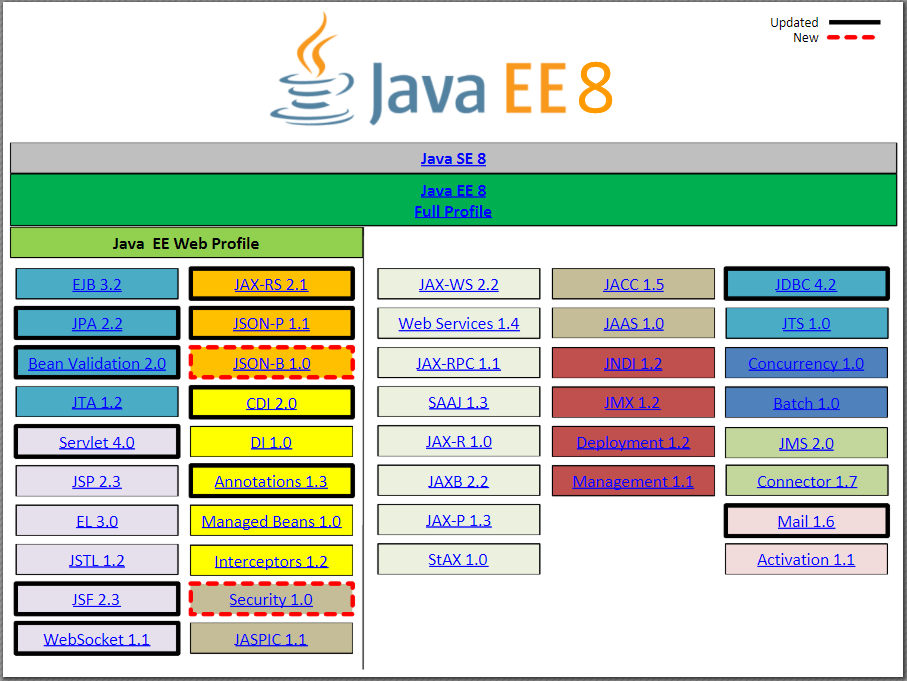 Updated
New
Java EE 8
Java SE 8
Java EE 8
Full Profile
Java EE Web Profile
EJB 3.2
JAX-RS 2.1
JAX-WS 2.2
JACC 1.5
JDBC 4.2
JPA 2.2
JSON-P 1.1
Web Services 1.4
JAAS 1.0
JTS 1.0
Bean Validation 2.0
JSON-B 1.0
JAX-RPC 1.1
JNDI 1.2
Concurrency 1.0
JTA 1.2
CDI 2.0
SAAJ 1.3
JMX 1.2
Batch 1.0
Servlet 4.0
DI 1.0
JAX-R 1.0
Deployment 1.2
JMS 2.0
JSP 2.3
Annotations 1.3
JAXB 2.2
Management 1.1
Connector 1.7
EL 3.0
Managed Beans 1.0
JAX-P 1.3
Mail 1.6
JSTL 1.2
Interceptors 1.2
StAX 1.0
Activation 1.1
JSF 2.3
Security 1.0
WebSocket 1.1
JASPIC 1.1